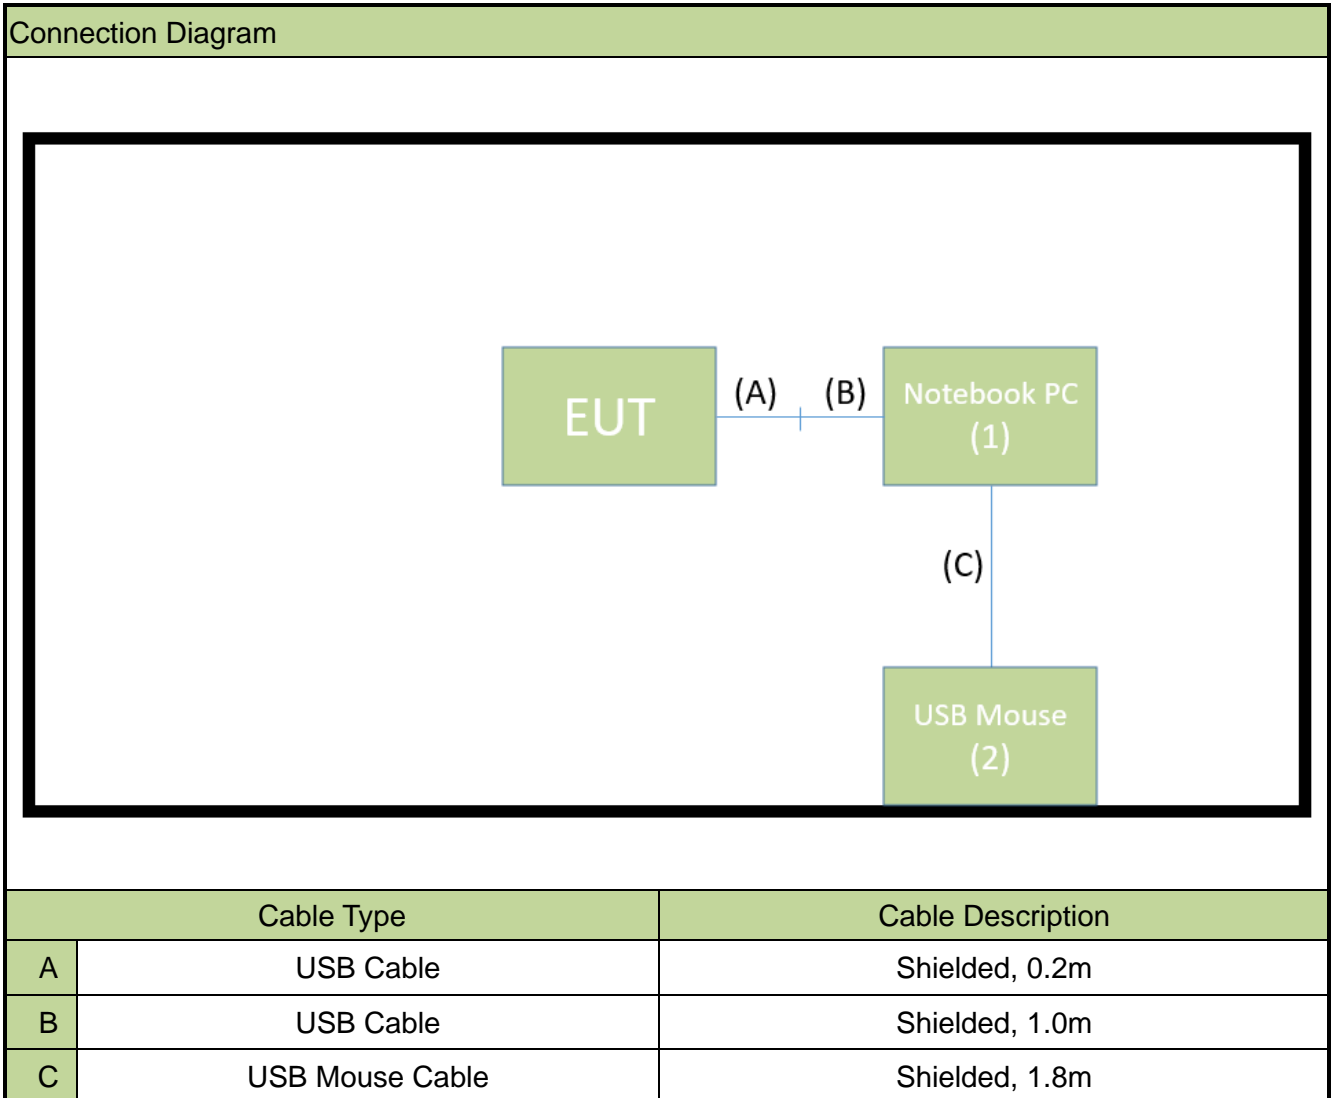 Connection Diagram
EUT
(A)
(B)
Notebook PC
(1)
(C)
USB Mouse
(2)
Cable Type Cable Description
A USB Cable Shielded, 0.2m
B USB Cable Shielded, 1.0m
C USB Mouse Cable Shielded, 1.8m